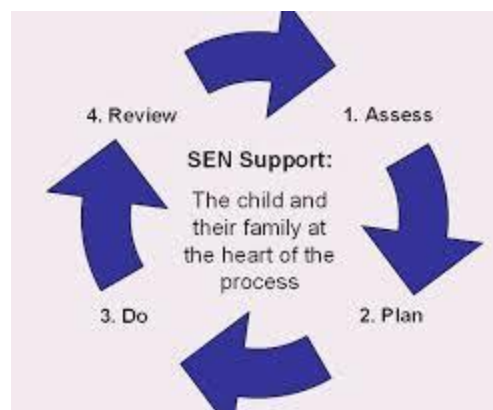 4. Review
1. Assess
SEN Support:
The child and
their family at
the heart of the
process
3. Do
2. Plan